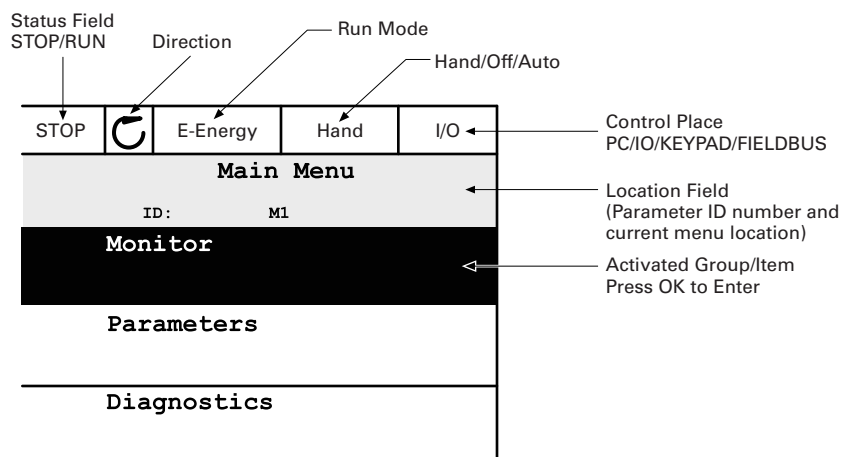 Status Field
STOP/RUN
Direction
Run Mode
Hand/Off/Auto
STOP
E-Energy
Hand
I/O
Control Place
PC/IO/KEYPAD/FIELDBUS
Main Menu
ID: M1
Location Field
(Parameter ID number and
current menu location)
Monitor
Activated Group/Item
Press OK to Enter
Parameters
Diagnostics